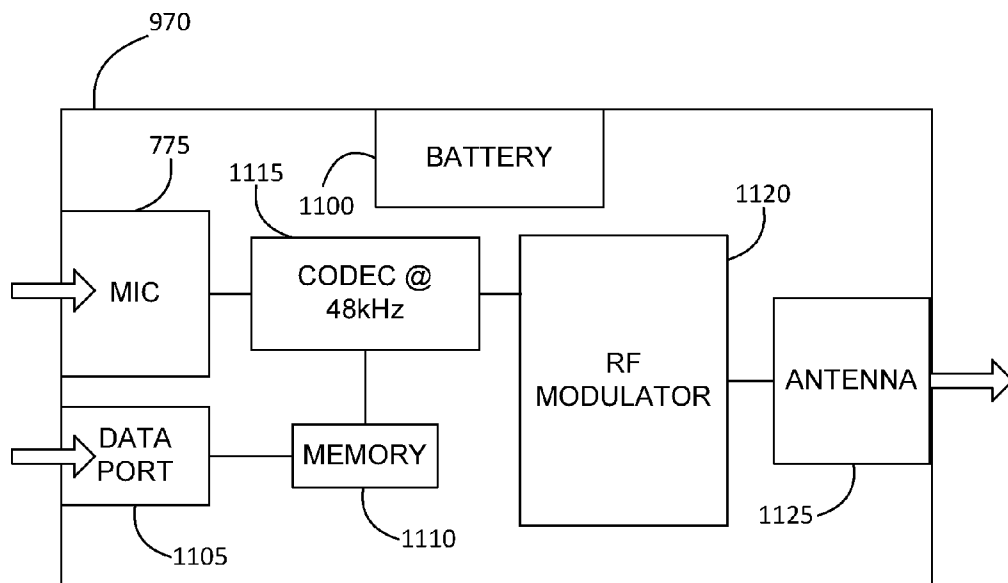 970
775
1115
1100
BATTERY
1120
MIC
CODEC @
48kHz
RF
MODULATOR
ANTENNA
DATA
PORT
MEMORY
1105
1110
1125